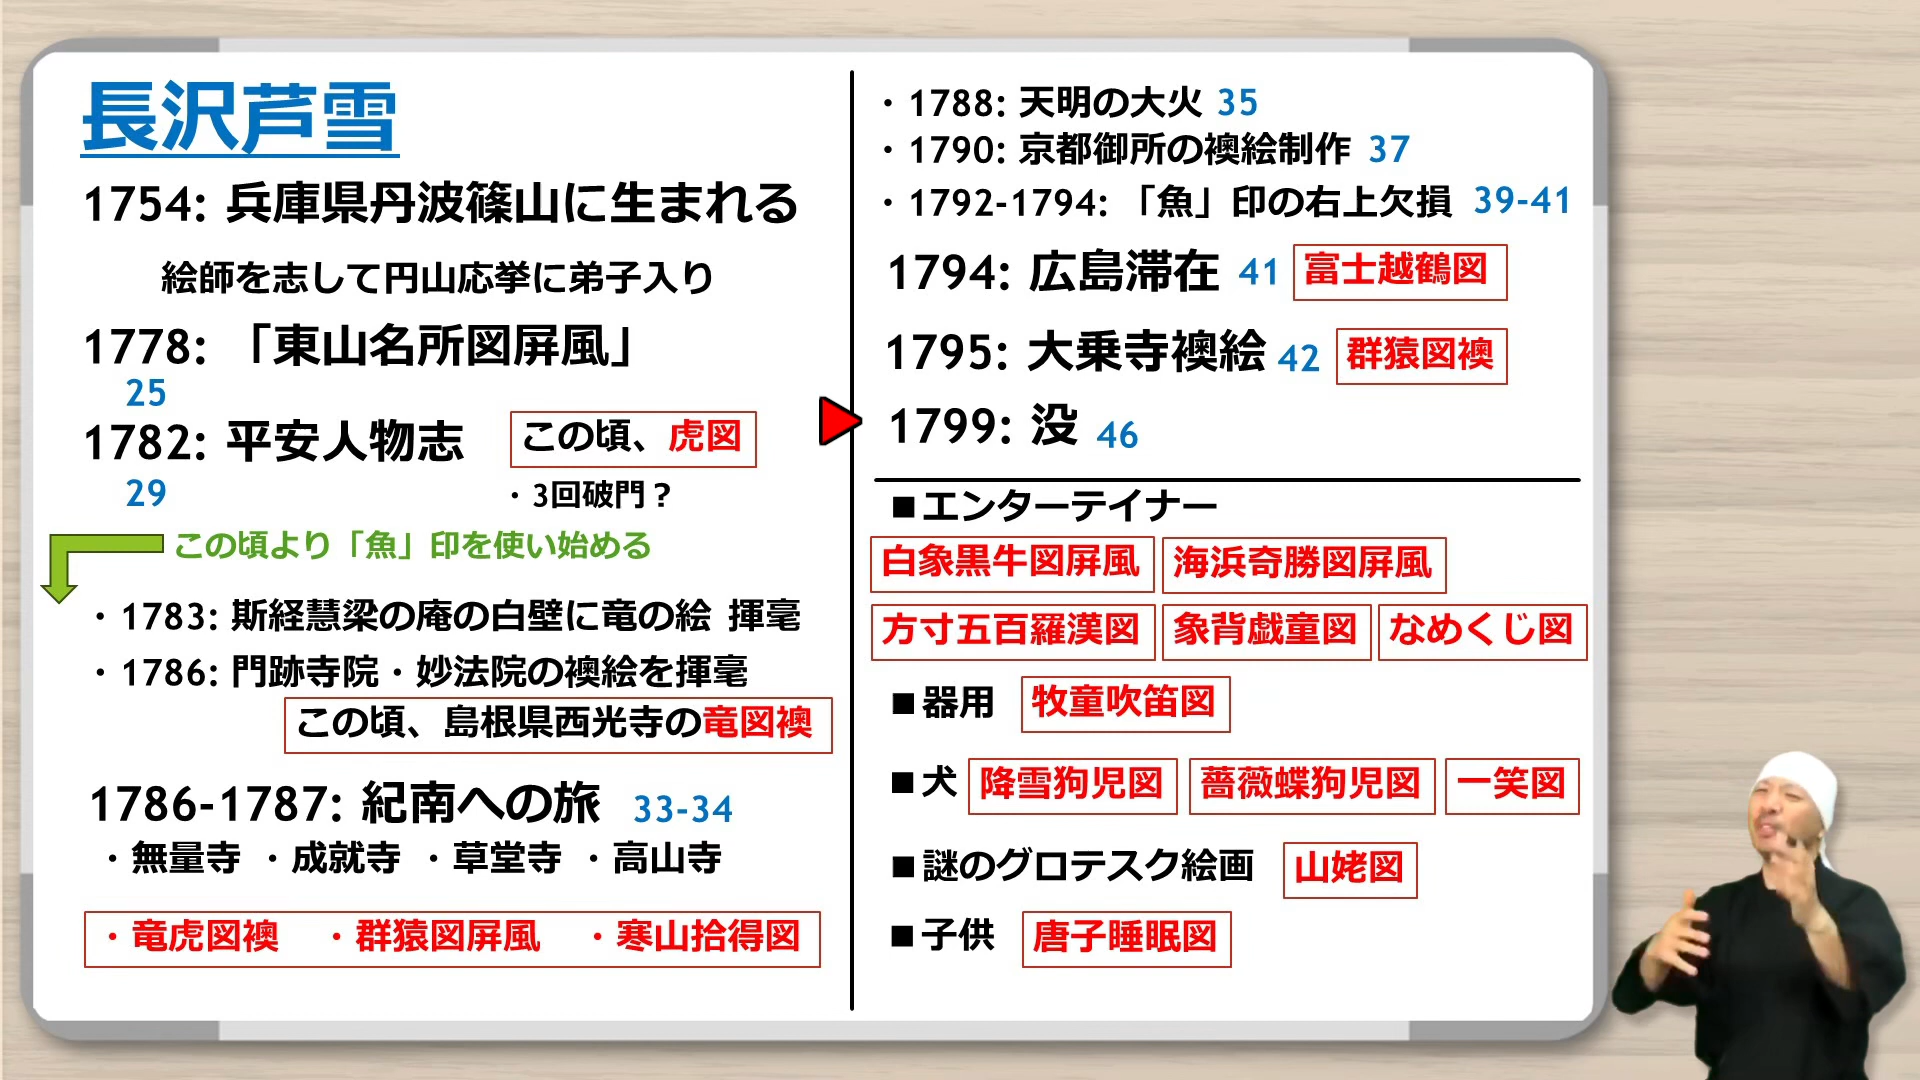 長沢芦雪
1754: 兵庫県丹波篠山に生まれる
絵師を志して円山応挙に弟子入り
1778: 「東山名所図屏風」
25
1782: 平安人物志 この頃、虎図
29 ・3回破門？
この頃より「魚」印を使い始める
・1783: 斯経慧梁の庵の白壁に竜の絵 揮毫
・1786: 門跡寺院・妙法院の襖絵を揮毫
この頃、島根県西光寺の竜図襖
1786-1787: 紀南への旅 33-34
・無量寺 ・成就寺 ・草堂寺 ・高山寺
・竜虎図襖 ・群猿図屏風 ・寒山拾得図
・1788: 天明の大火 35
・1790: 京都御所の襖絵制作 37
・1792-1794: 「魚」印の右上欠損 39-41
1794: 広島滞在 41 富士越鶴図
1795: 大乗寺襖絵 42 群猿図襖
1799: 没 46
■エンターテイナー
白象黒牛図屏風 海浜奇勝図屏風
方寸五百羅漢図 象背戯童図 なめくじ図
■器用 牧童吹笛図
■犬 降雪狗児図 薔薇蝶狗児図 一笑図
■謎のグロテスク絵画 山姥図
■子供 唐子睡眠図